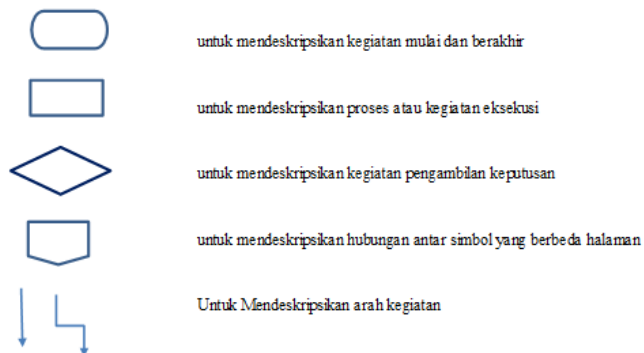 untuk mendeskripsikan kegiatan mulai dan berakhir
untuk mendeskripsikan proses atau kegiatan eksekusi
untuk mendeskripsikan kegiatan pengambilan keputusan
untuk mendeskripsikan hubungan antar simbol yang berbeda halaman
Untuk Mendeskripsikan arah kegiatan